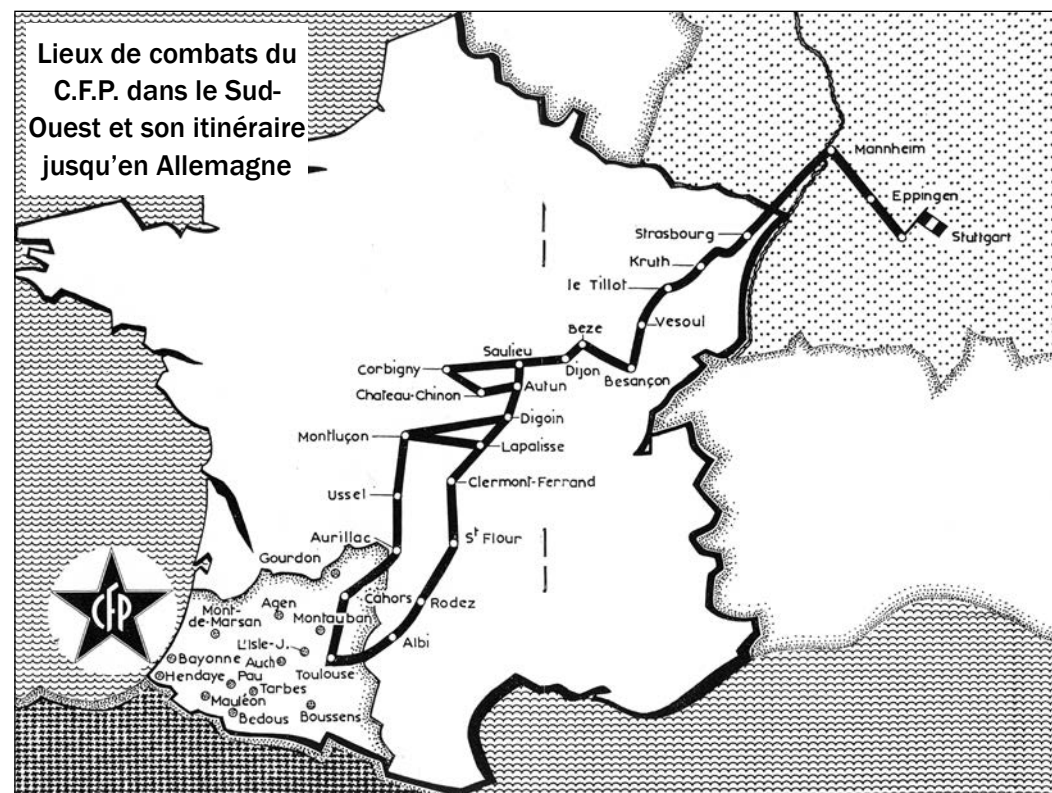 Lieux de combats du
C.F.P. dans le Sud-
Ouest et son itinéraire
jusqu'en Allemagne
Mannheim
Eppingen
Stuttgart
Strasbourg
Kruth
le Tillot
Vesoul
Beze
Saulieu
Dijon
Besançon
Corbigny
Autun
Chateau-Chinon
Digoin
Montluçon
Lapalisse
Clermont-Ferrand
Ussel
Aurillac
St Flour
Gourdon
CFP
Cahors
Rodez
Agen
Mont-
de-Marsan
Montauban
Albi
L'Isle-J.
Auch
Toulouse
Bayonne
Hendaye
Pau
Tarbes
Mauléon
Bedous
Boussens